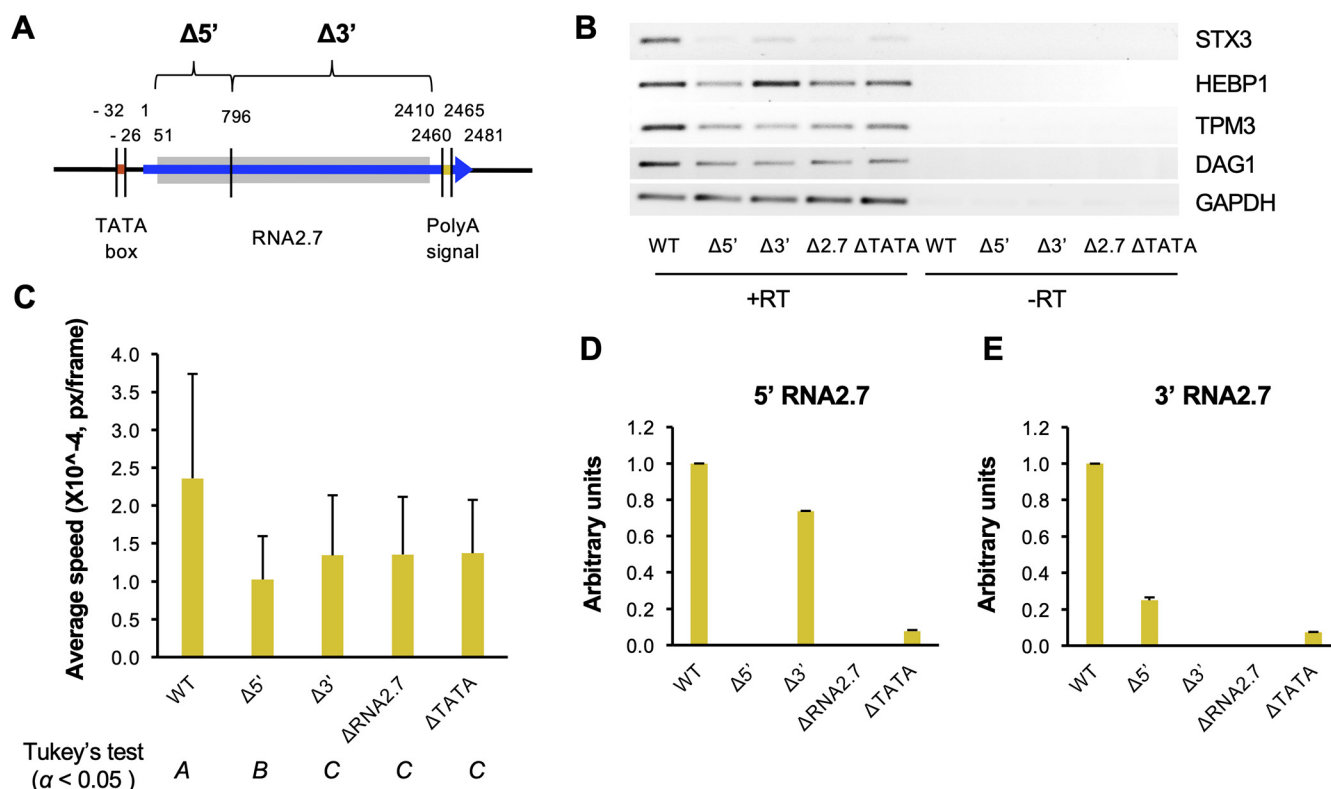 A
Δ5’ Δ3’
- 32 1 2410 2465
796
- 26 51 2460 2481
TATA
box
RNA2.7
PolyA
signal
B
STX3
HEBP1
TPM3
DAG1
GAPDH
WT Δ5’ Δ3’ Δ2.7 ΔTATA WT Δ5’ Δ3’ Δ2.7 ΔTATA
+RT -RT
C
Average speed (X10^-4, px/frame)
4.0
3.5
3.0
2.5
2.0
1.5
1.0
0.5
0.0
WT Δ5’ Δ3’ ΔRNA2.7 ΔTATA
Tukey’s test
(α < 0.05 )
A B C C C
D
5’ RNA2.7
Arbitrary units
1.2
1.0
0.8
0.6
0.4
0.2
0.0
WT Δ5’ Δ3’ ΔRNA2.7 ΔTATA
E
3’ RNA2.7
Arbitrary units
1.2
1.0
0.8
0.6
0.4
0.2
0.0
WT Δ5’ Δ3’ ΔRNA2.7 ΔTATA